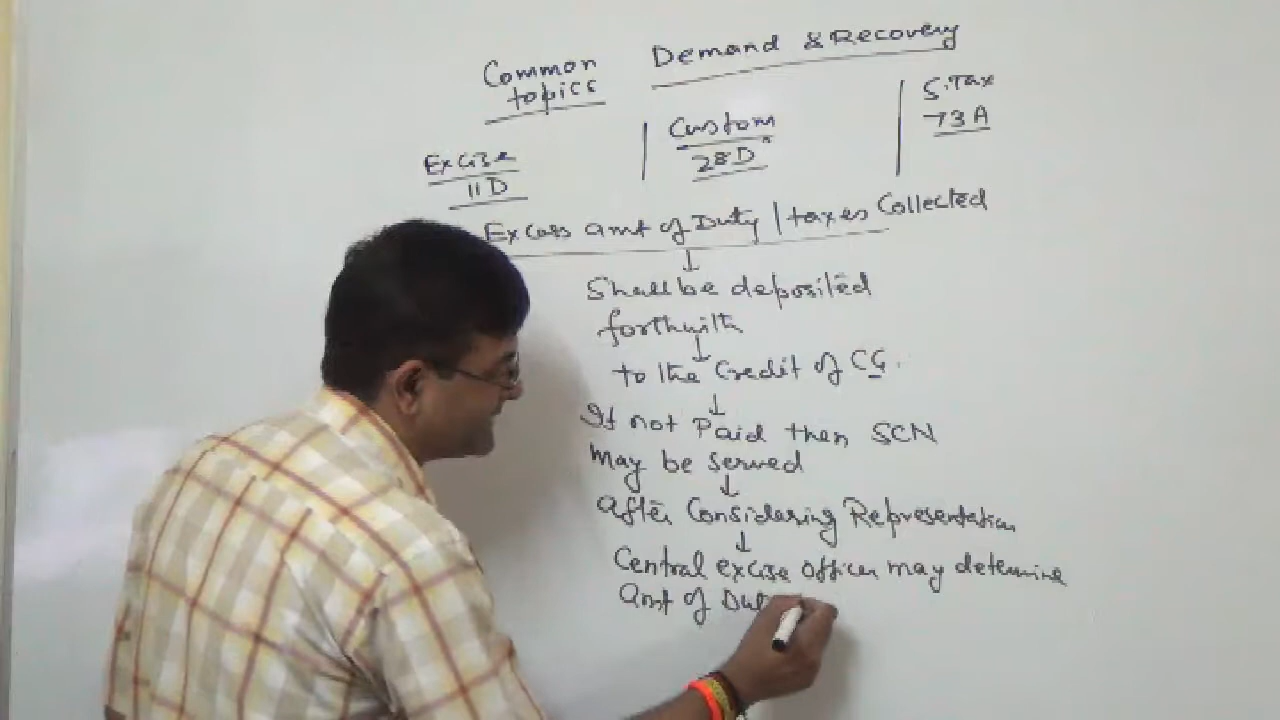 Common topics
Demand & Recovery
Excise
11D
Custom
28D
S.Tax
73A
Excess amt of Duty / taxes Collected
Shall be deposited
forthwith
to the Credit of CG.
If not Paid then SCN
May be Served
After Considering Representation
Central excise officer may determine
amt of Dut